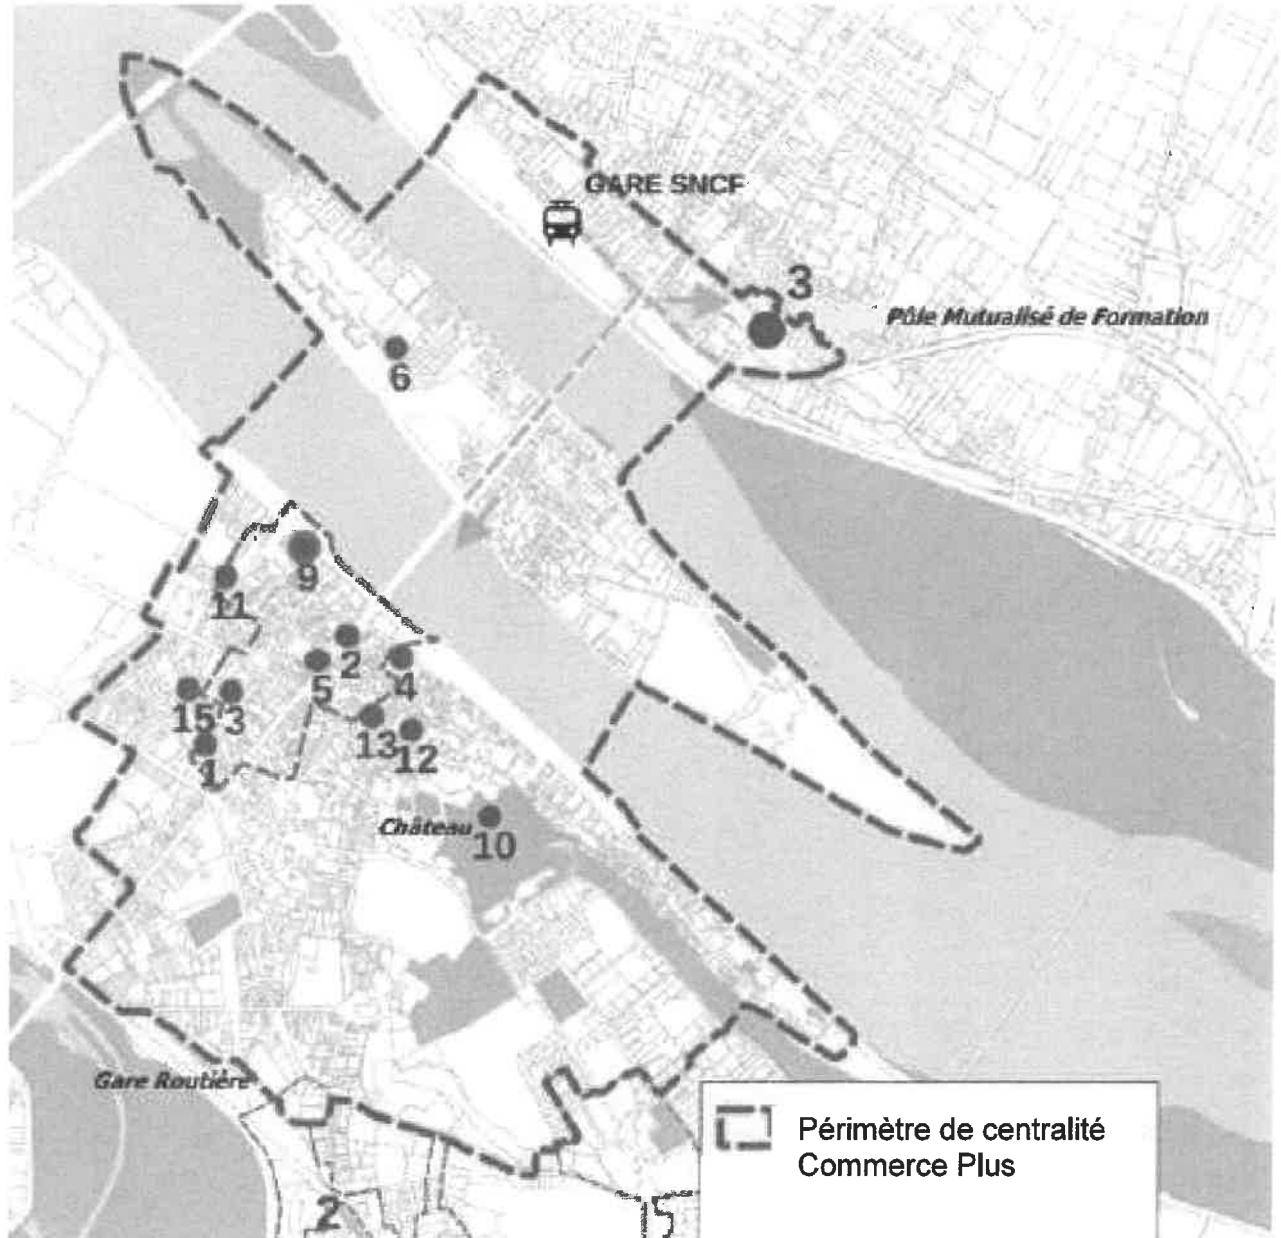 GARE SNCF
3
Pôle Mutualisé de Formation
6
9
11
2
5
4
15
3
13
12
1
Château
10
Gare Routière
Périmètre de centralité
Commerce Plus
2
15